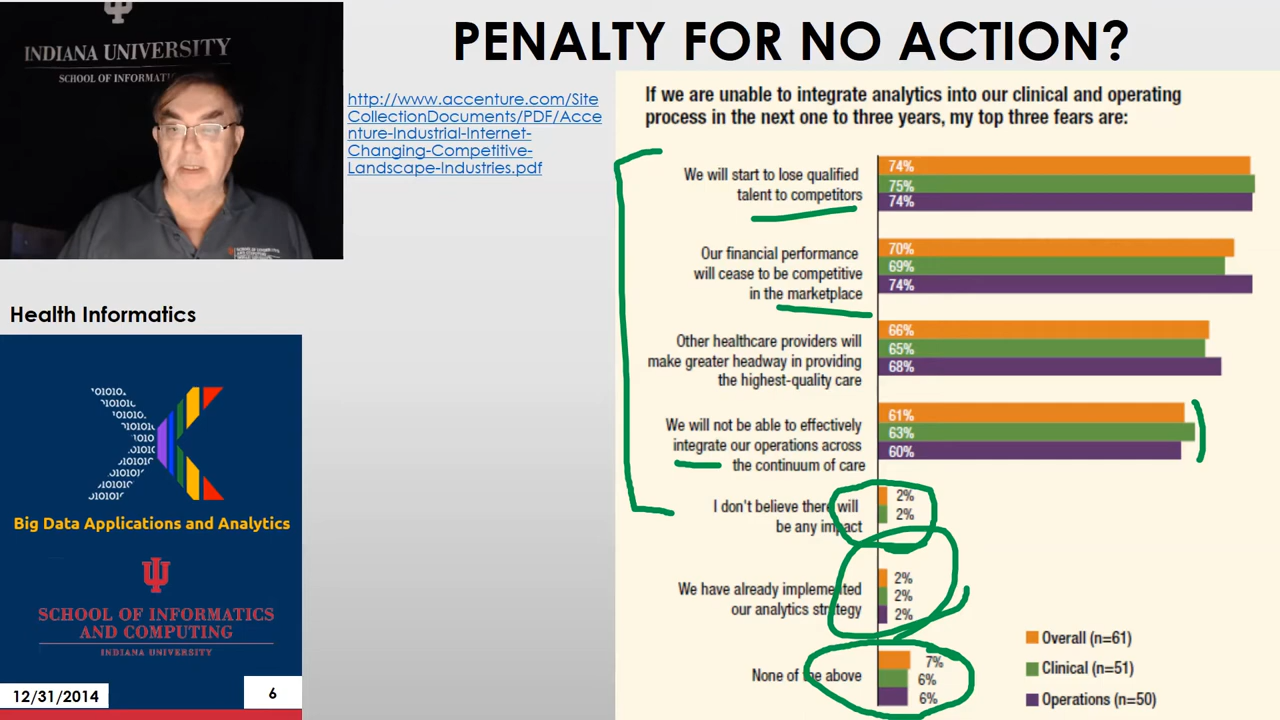 PENALTY FOR NO ACTION?
INDIANA UNIVERSITY
http://www.accenture.com/Site
CollectionDocuments/PDF/Acce
nture-Industrial-Internet-
Changing-Competitive-
Landscape-Industries.pdf
Health Informatics
Big Data Applications and Analytics
SCHOOL OF INFORMATICS
AND COMPUTING
INDIANA UNIVERSITY
12/31/2014
6
If we are unable to integrate analytics into our clinical and operating
process in the next one to three years, my top three fears are:
We will start to lose qualified
talent to competitors
74%
75%
74%
Our financial performance
will cease to be competitive
in the marketplace
70%
69%
74%
Other healthcare providers will
make greater headway in providing
the highest-quality care
66%
65%
68%
We will not be able to effectively
integrate our operations across
the continuum of care
61%
63%
60%
I don't believe there will
be any impact
2%
2%
We have already implemented
our analytics strategy
2%
2%
2%
None of the above
7%
6%
6%
Overall (n=61)
Clinical (n=51)
Operations (n=50)